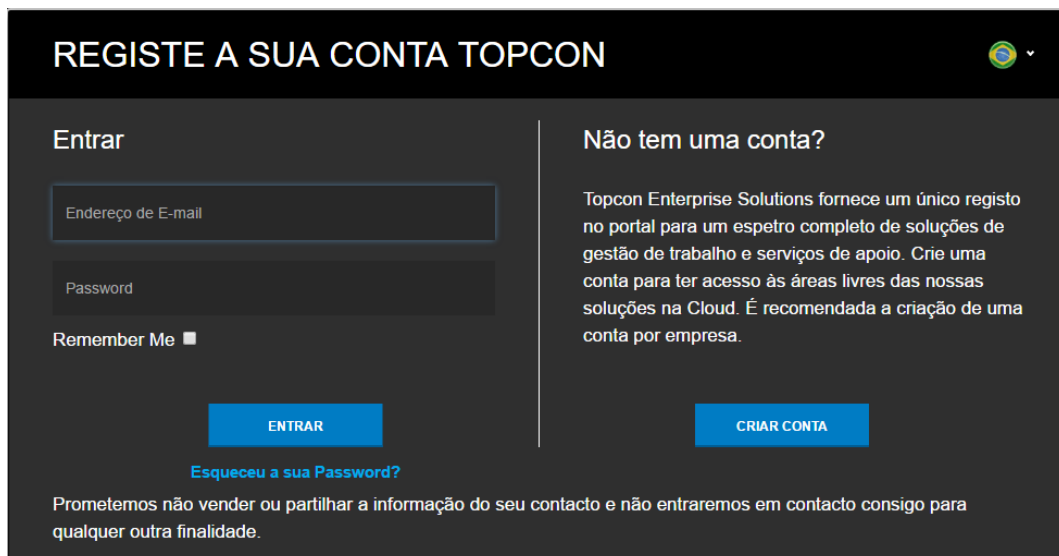 REGISTE A SUA CONTA TOPCON
Entrar
Endereço de E-mail
Password
Remember Me
ENTRAR
Esqueceu a sua Password?
Não tem uma conta?
Topcon Enterprise Solutions fornece um único registo
no portal para um espetro completo de soluções de
gestão de trabalho e serviços de apoio. Crie uma
conta para ter acesso às áreas livres das nossas
soluções na Cloud. É recomendada a criação de uma
conta por empresa.
CRIAR CONTA
Prometemos não vender ou partilhar a informação do seu contacto e não entraremos em contacto consigo para
qualquer outra finalidade.